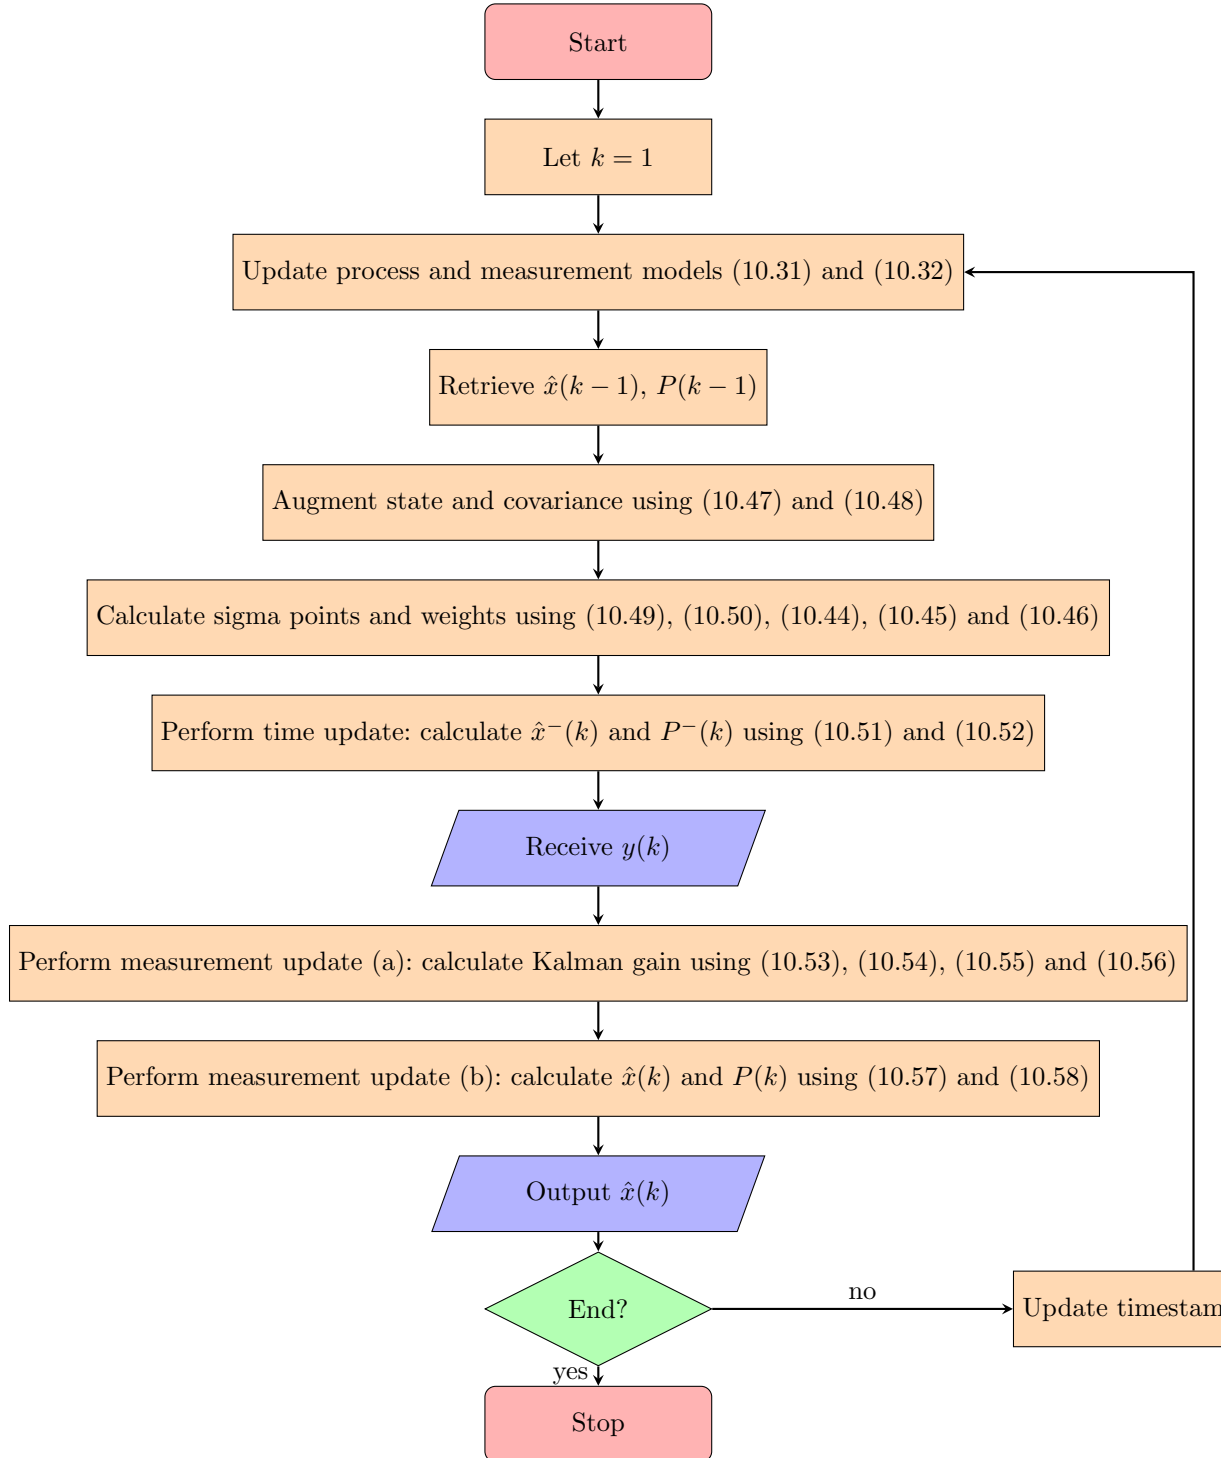 Start
Let k = 1
Update process and measurement models (10.31) and (10.32)
Retrieve x̂(k − 1), P(k − 1)
Augment state and covariance using (10.47) and (10.48)
Calculate sigma points and weights using (10.49), (10.50), (10.44), (10.45) and (10.46)
Perform time update: calculate x̂⁻(k) and P⁻(k) using (10.51) and (10.52)
Receive y(k)
Perform measurement update (a): calculate Kalman gain using (10.53), (10.54), (10.55) and (10.56)
Perform measurement update (b): calculate x̂(k) and P(k) using (10.57) and (10.58)
Output x̂(k)
End?
no
Update
yes
Stop